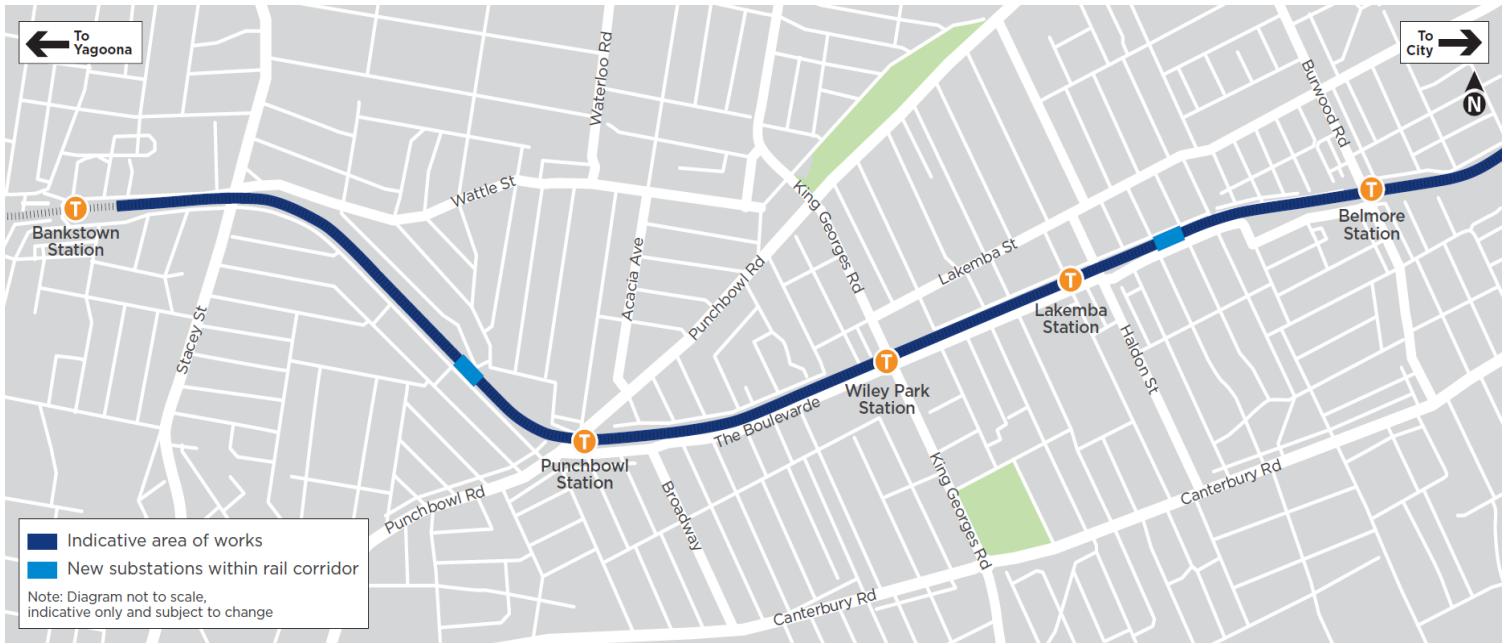 To
Yagoona
To
City
N
Waterloo Rd
Burwood Rd
Wattle St
King Georges Rd
T
Bankstown
Station
T
Belmore
Station
Acacia Ave
Punchbowl Rd
Lakemba St
T
Lakemba
Station
Stacey St
Haldon St
T
Wiley Park
Station
The Boulevarde
T
Punchbowl
Station
Punchbowl Rd
Broadway
King Georges Rd
Canterbury Rd
Canterbury Rd
Indicative area of works
New substations within rail corridor
Note: Diagram not to scale,
indicative only and subject to change